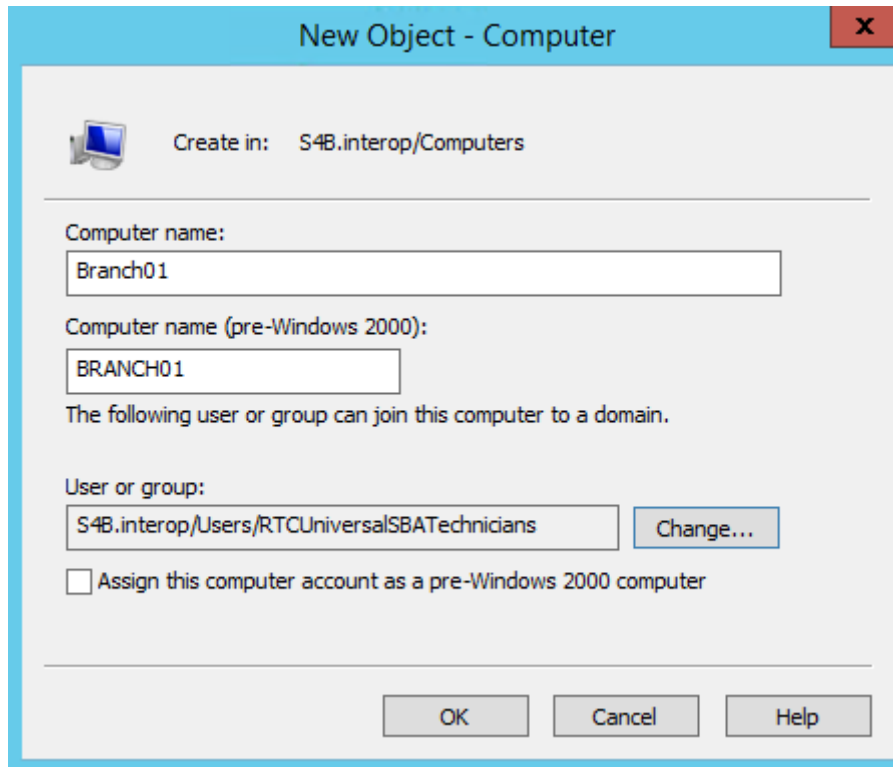 New Object - Computer
x
Create in: S4B.interop/Computers
Computer name:
Branch01
Computer name (pre-Windows 2000):
BRANCH01
The following user or group can join this computer to a domain.
User or group:
S4B.interop/Users/RTCUniversalSBATechnicians
Change...
Assign this computer account as a pre-Windows 2000 computer
OK Cancel Help